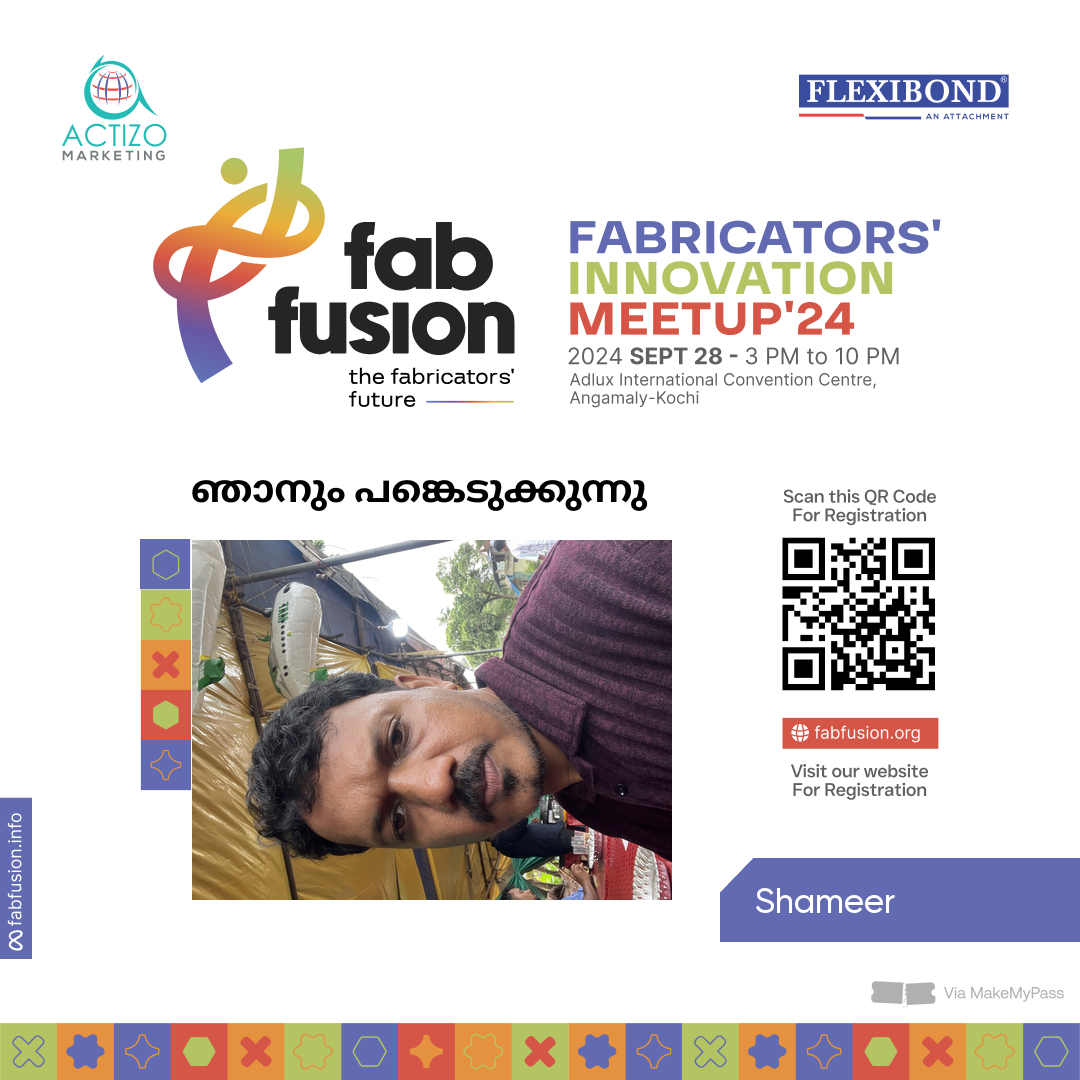 ACTIZO
MARKETING
FLEXIBOND®
AN ATTACHMENT
fab
fusion
the fabricators'
future
FABRICATORS'
INNOVATION
MEETUP'24
2024 SEPT 28 - 3 PM to 10 PM
Adlux International Convention Centre,
Angamaly-Kochi
ഞാനും പങ്കെടുക്കുന്നു
Scan this QR Code
For Registration
fabfusion.org
Visit our website
For Registration
fabfusion.info
Shameer
Via MakeMyPass